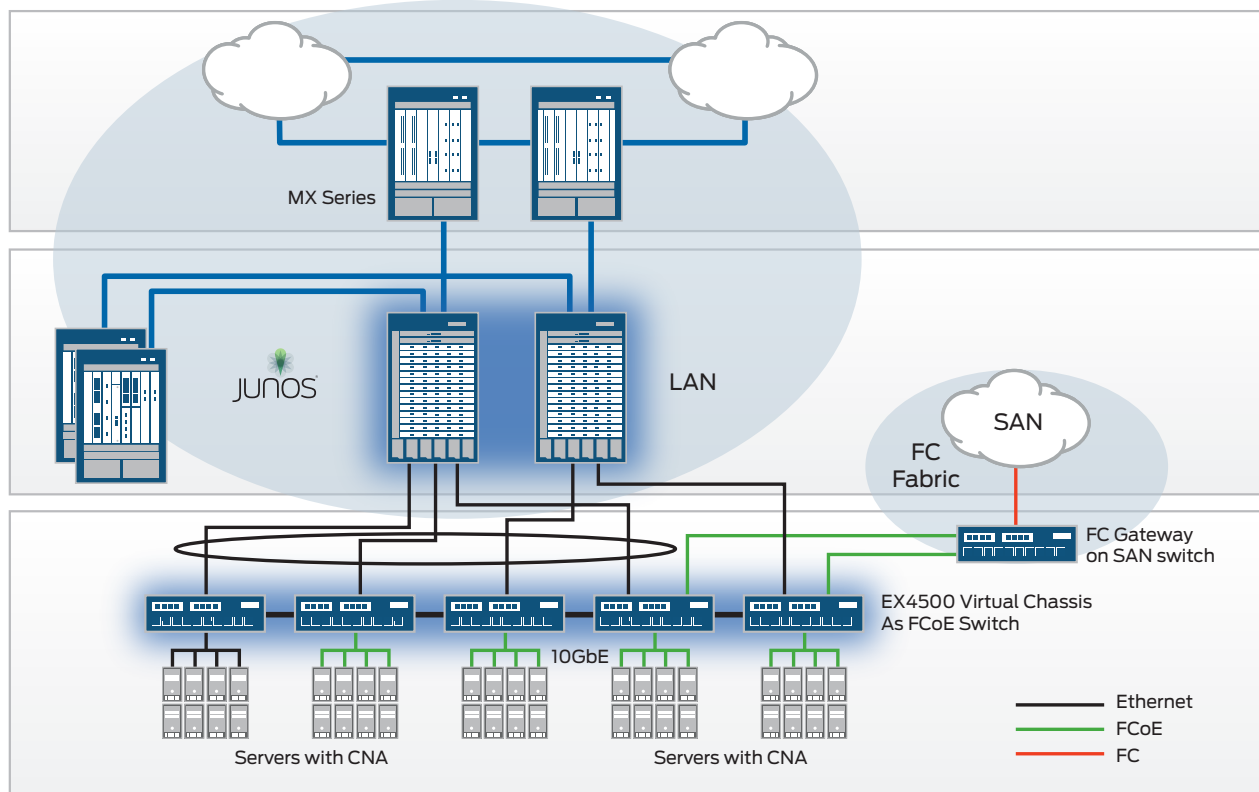 MX Series
JUNOS®
LAN
SAN
FC
Fabric
FC Gateway
on SAN switch
EX4500 Virtual Chassis
As FCoE Switch
10GbE
Servers with CNA
Servers with CNA
Ethernet
FCoE
FC